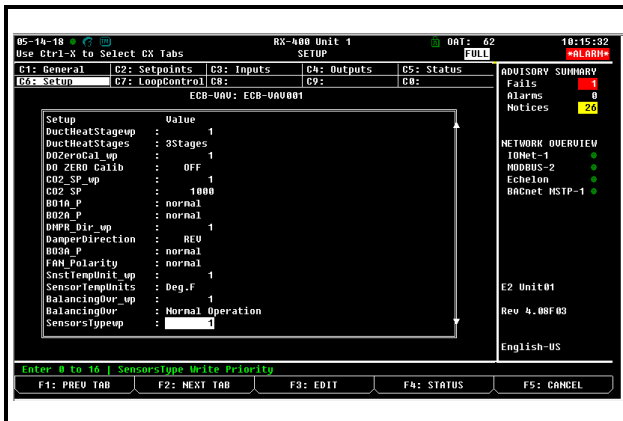 05-14-18 RX-400 Unit 1 OAT: 62 10:15:32
Use Ctrl-X to Select CX Tabs SETUP FULL *ALARM*
C1: General C2: Setpoints C3: Inputs C4: Outputs C5: Status
C6: Setup C7: LoopControl C8: C9: C0:
ECB-VAV: ECB-VAV001
Setup Value
DuctHeatStagewp : 1
DuctHeatStages : 3Stages
DOZeroCal_wp : 1
DO ZERO Calib : OFF
CO2_SP_wp : 1
CO2 SP : 1000
BO1A_P : normal
BO2A_P : normal
DMPR_Dir_wp : 1
DamperDirection : REV
BO3A_P : normal
FAN_Polarity : normal
SnstTempUnit_wp : 1
SensorTempUnits : Deg.F
BalancingOvr_wp : 1
BalancingOvr : Normal Operation
SensorsTypewp : 1
ADVISORY SUMMARY
Fails 1
Alarms 0
Notices 26
NETWORK OVERVIEW
IONet-1
MODBUS-2
Echelon
BACnet MSTP-1
E2 Unit01
Rev 4.08F03
English-US
Enter 0 to 16 | SensorsType Write Priority
F1: PREV TAB F2: NEXT TAB F3: EDIT F4: STATUS F5: CANCEL